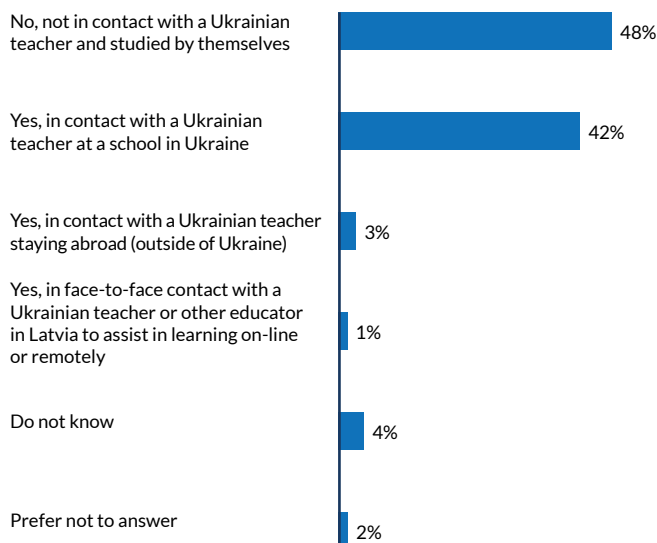 No, not in contact with a Ukrainian
teacher and studied by themselves
48%
Yes, in contact with a Ukrainian
teacher at a school in Ukraine
42%
Yes, in contact with a Ukrainian teacher
staying abroad (outside of Ukraine)
3%
Yes, in face-to-face contact with a
Ukrainian teacher or other educator
in Latvia to assist in learning on-line
or remotely
1%
Do not know
4%
Prefer not to answer
2%